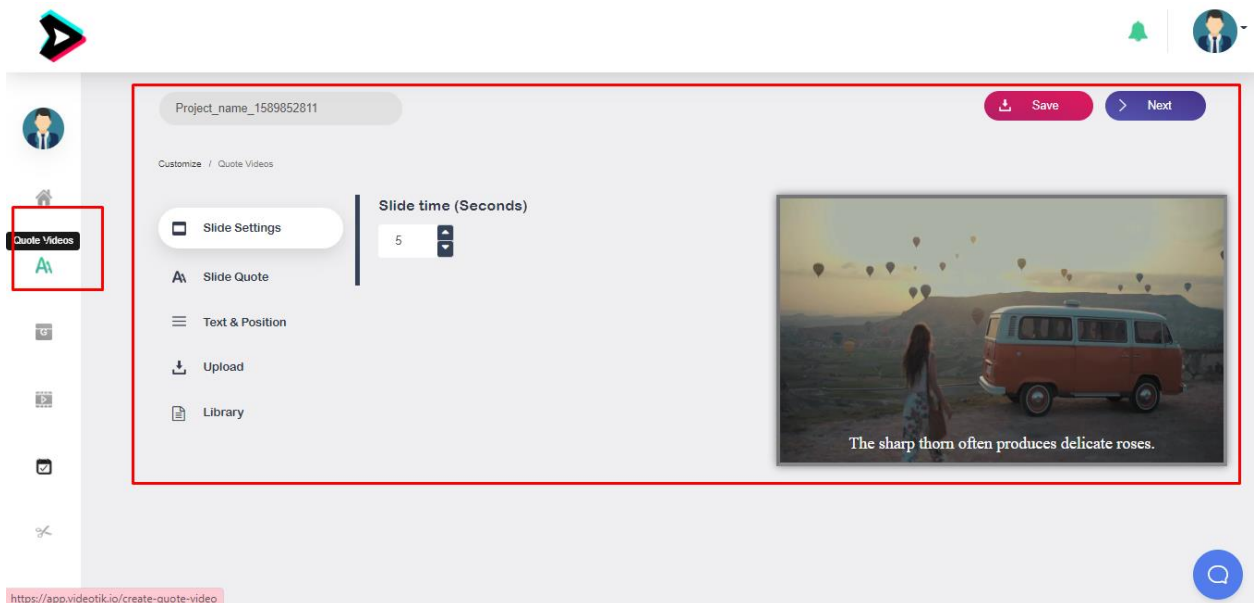 Project_name_1589852811
Save
Next
Customize / Quote Videos
Quote Videos
Slide Settings
Slide Quote
Text & Position
Upload
Library
Slide time (Seconds)
5
The sharp thorn often produces delicate roses.
https://app.videotik.io/create-quote-video